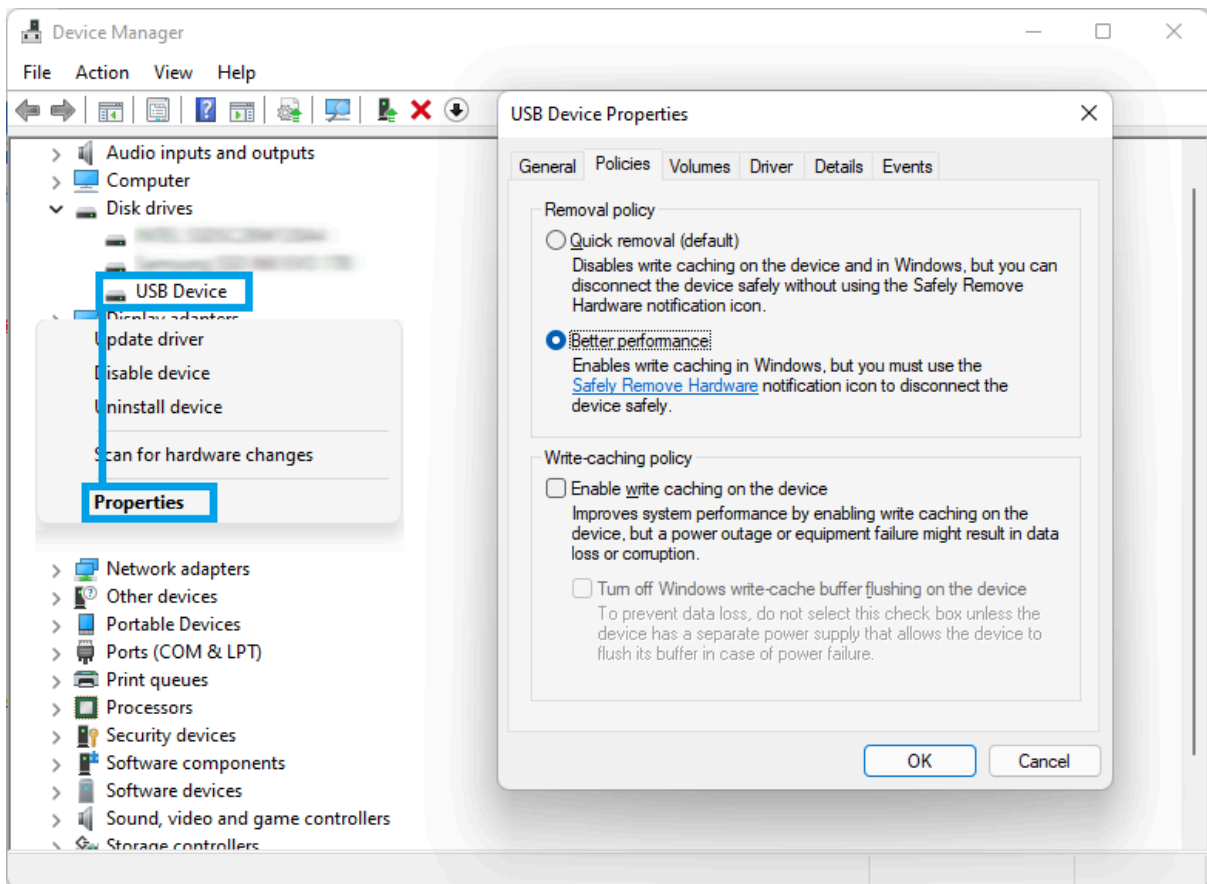 Device Manager
File Action View Help
Audio inputs and outputs
Computer
Disk drives
USB Device
Display adapters
Update driver
Disable device
Uninstall device
Scan for hardware changes
Properties
Network adapters
Other devices
Portable Devices
Ports (COM & LPT)
Print queues
Processors
Security devices
Software components
Software devices
Sound, video and game controllers
Storage controllers
USB Device Properties
General Policies Volumes Driver Details Events
Removal policy
Quick removal (default)
Disables write caching on the device and in Windows, but you can
disconnect the device safely without using the Safely Remove
Hardware notification icon.
Better performance
Enables write caching in Windows, but you must use the
Safely Remove Hardware notification icon to disconnect the
device safely.
Write-caching policy
Enable write caching on the device
Improves system performance by enabling write caching on the
device, but a power outage or equipment failure might result in data
loss or corruption.
Turn off Windows write-cache buffer flushing on the device
To prevent data loss, do not select this check box unless the
device has a separate power supply that allows the device to
flush its buffer in case of power failure.
OK Cancel